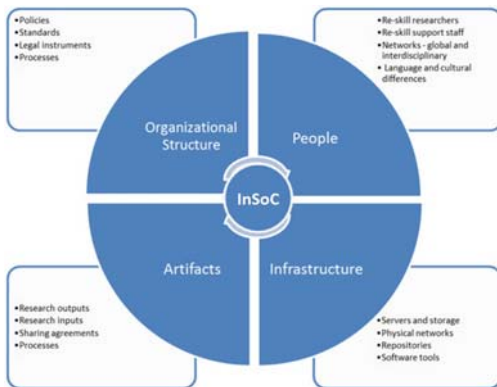 •Policies
•Standards
•Legal instruments
•Processes
•Re-skill researchers
•Re-skill support staff
•Networks - global and
interdisciplinary
•Language and cultural
differences
Organizational
Structure
People
InSoC
Artifacts
Infrastructure
•Research outputs
•Research inputs
•Sharing agreements
•Processes
•Servers and storage
•Physical networks
•Repositories
•Software tools